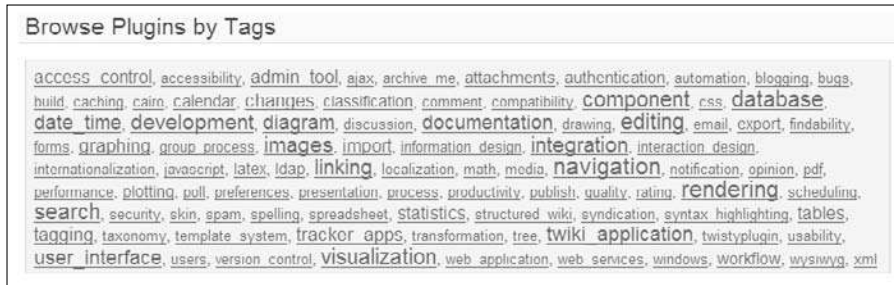 Browse Plugins by Tags
access_control, accessibility, admin_tool, ajax, archive_me, attachments, authentication, automation, blogging, bugs,
build, caching, cairo, calendar, changes, classification, comment, compatibility, component, css, database,
date_time, development, diagram, discussion, documentation, drawing, editing, email, export, findability,
forms, graphing, group_process, images, import, information_design, integration, interaction_design,
internationalization, javascript, latex, ldap, linking, localization, math, media, navigation, notification, opinion, pdf,
performance, plotting, poll, preferences, presentation, process, productivity, publish, quality, rating, rendering, scheduling,
search, security, skin, spam, spelling, spreadsheet, statistics, structured_wiki, syndication, syntax_highlighting, tables,
tagging, taxonomy, template_system, tracker_apps, transformation, tree, twiki_application, twistyplugin, usability,
user_interface, users, version_control, visualization, web_application, web_services, windows, workflow, wysiwyg, xml